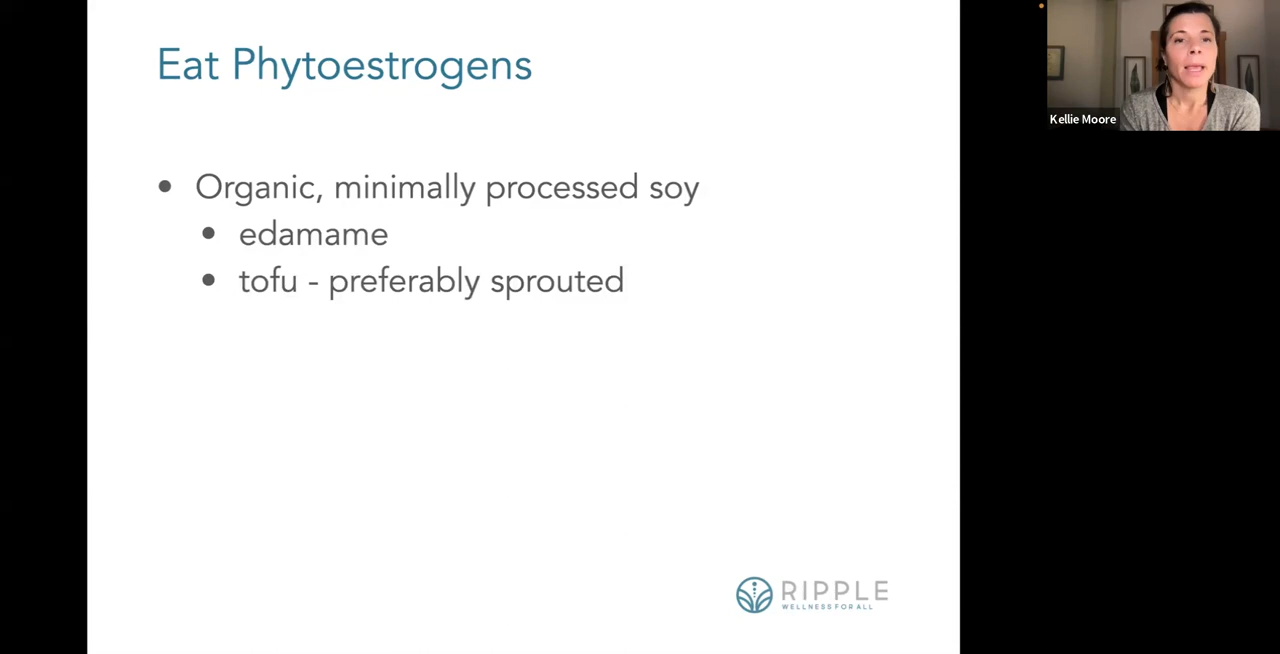 Eat Phytoestrogens
Kellie Moore
• Organic, minimally processed soy
• edamame
• tofu - preferably sprouted
RIPPLE
WELLNESS FOR ALL